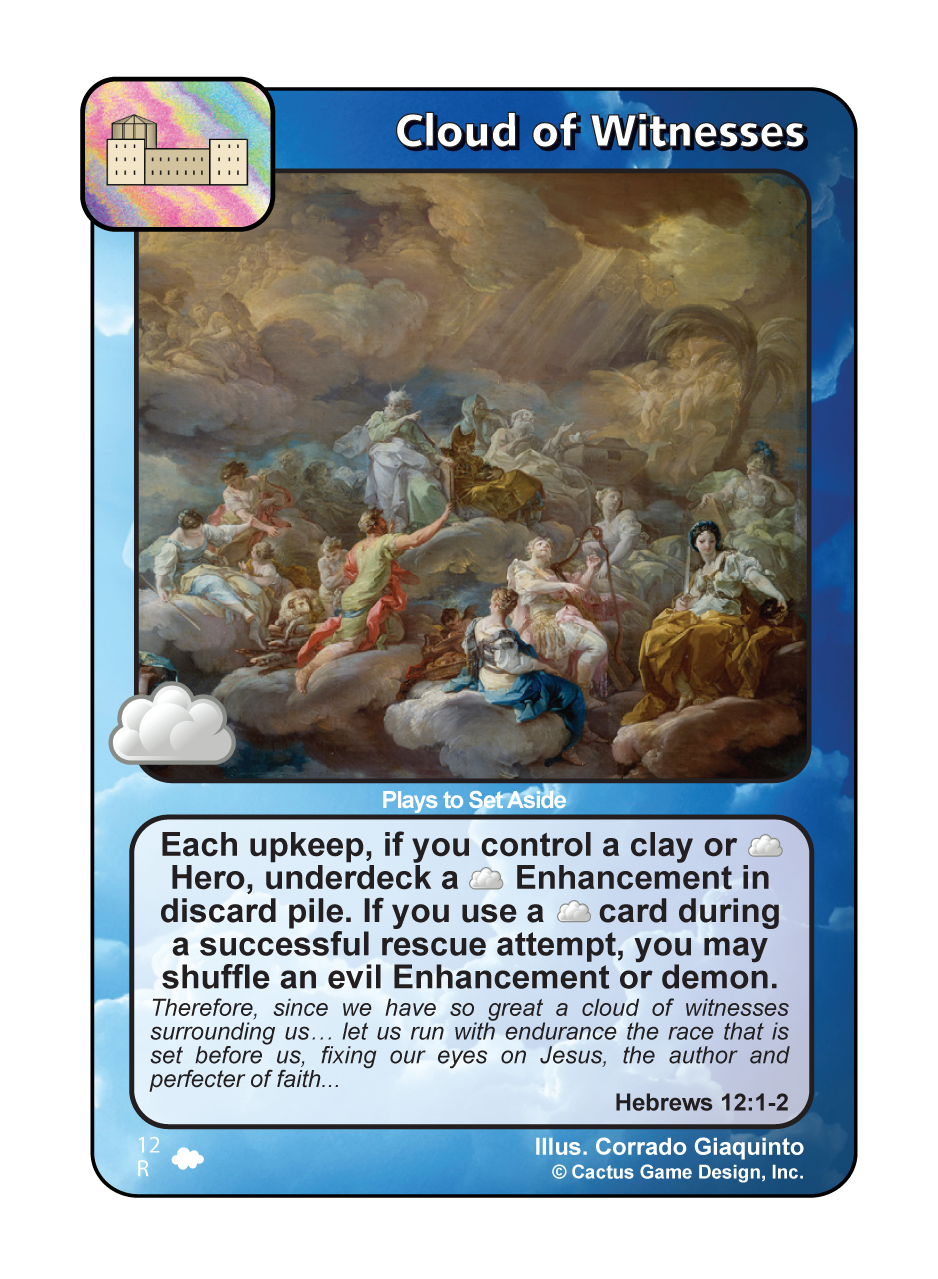 Cloud of Witnesses
Plays to Set Aside
Each upkeep, if you control a clay or
Hero, underdeck a Enhancement in
discard pile. If you use a card during
a successful rescue attempt, you may
shuffle an evil Enhancement or demon.
Therefore, since we have so great a cloud of witnesses
surrounding us… let us run with endurance the race that is
set before us, fixing our eyes on Jesus, the author and
perfecter of faith...
Hebrews 12:1-2
12
R
Illus. Corrado Giaquinto
© Cactus Game Design, Inc.